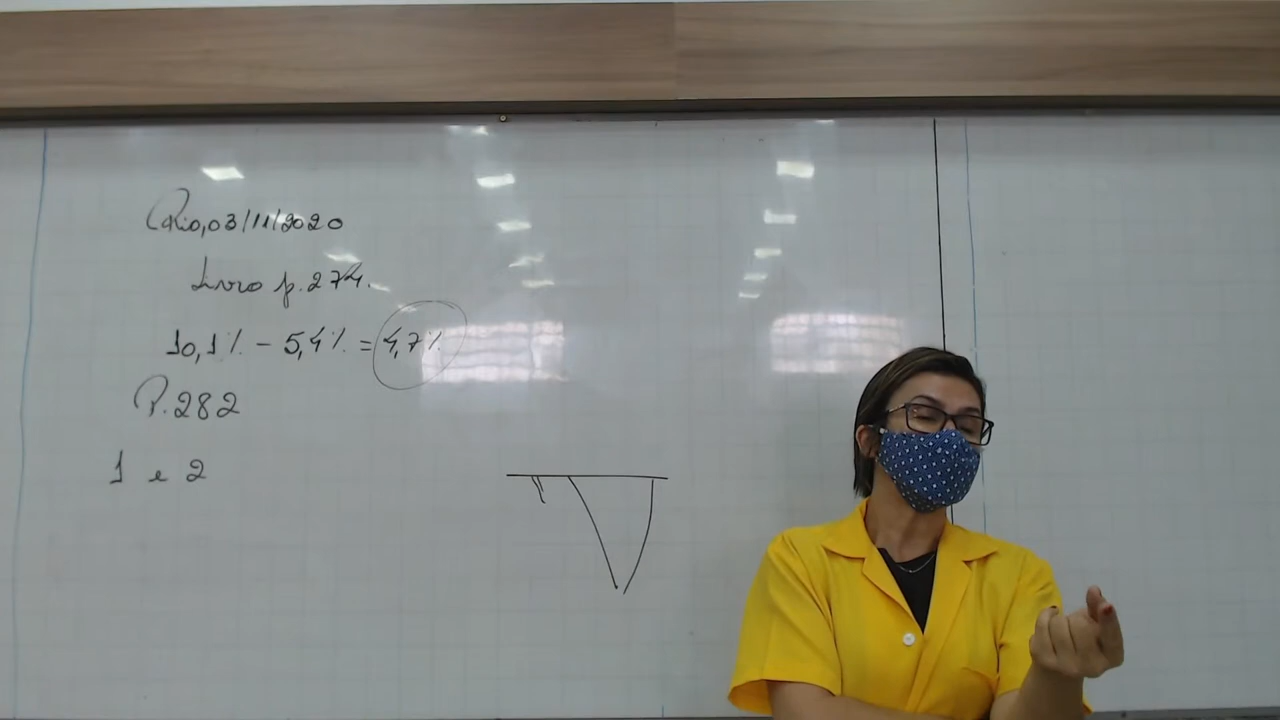 Rio, 03/11/2020
Livro p. 274.
10,1% - 5,4% = 4,7%
P. 282
1 e 2